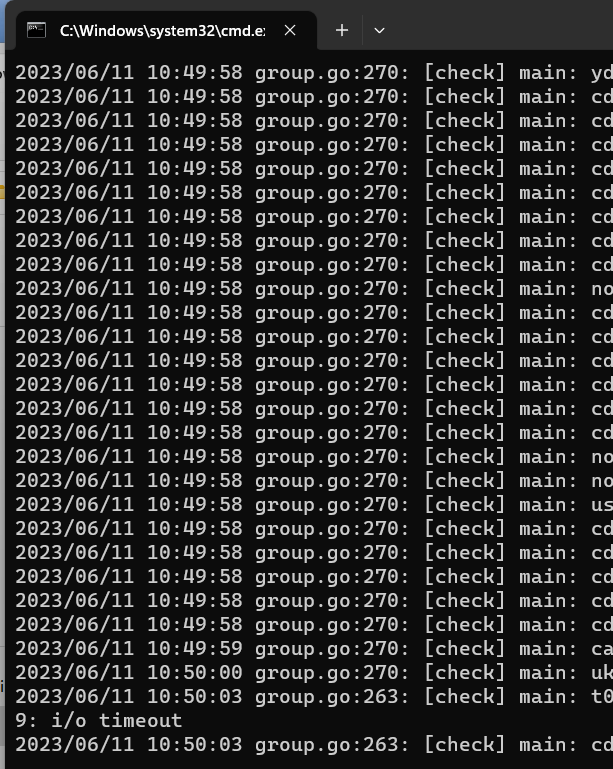 C:\Windows\system32\cmd.e
2023/06/11 10:49:58 group.go:270: [check] main: yd
2023/06/11 10:49:58 group.go:270: [check] main: cd
2023/06/11 10:49:58 group.go:270: [check] main: cd
2023/06/11 10:49:58 group.go:270: [check] main: cd
2023/06/11 10:49:58 group.go:270: [check] main: cd
2023/06/11 10:49:58 group.go:270: [check] main: cd
2023/06/11 10:49:58 group.go:270: [check] main: cd
2023/06/11 10:49:58 group.go:270: [check] main: cd
2023/06/11 10:49:58 group.go:270: [check] main: cd
2023/06/11 10:49:58 group.go:270: [check] main: no
2023/06/11 10:49:58 group.go:270: [check] main: cd
2023/06/11 10:49:58 group.go:270: [check] main: cd
2023/06/11 10:49:58 group.go:270: [check] main: cd
2023/06/11 10:49:58 group.go:270: [check] main: cd
2023/06/11 10:49:58 group.go:270: [check] main: cd
2023/06/11 10:49:58 group.go:270: [check] main: cd
2023/06/11 10:49:58 group.go:270: [check] main: no
2023/06/11 10:49:58 group.go:270: [check] main: no
2023/06/11 10:49:58 group.go:270: [check] main: us
2023/06/11 10:49:58 group.go:270: [check] main: cd
2023/06/11 10:49:58 group.go:270: [check] main: cd
2023/06/11 10:49:58 group.go:270: [check] main: cd
2023/06/11 10:49:58 group.go:270: [check] main: cd
2023/06/11 10:49:58 group.go:270: [check] main: cd
2023/06/11 10:49:59 group.go:270: [check] main: ca
2023/06/11 10:50:00 group.go:270: [check] main: uk
2023/06/11 10:50:03 group.go:263: [check] main: t0
9: i/o timeout
2023/06/11 10:50:03 group.go:263: [check] main: cd